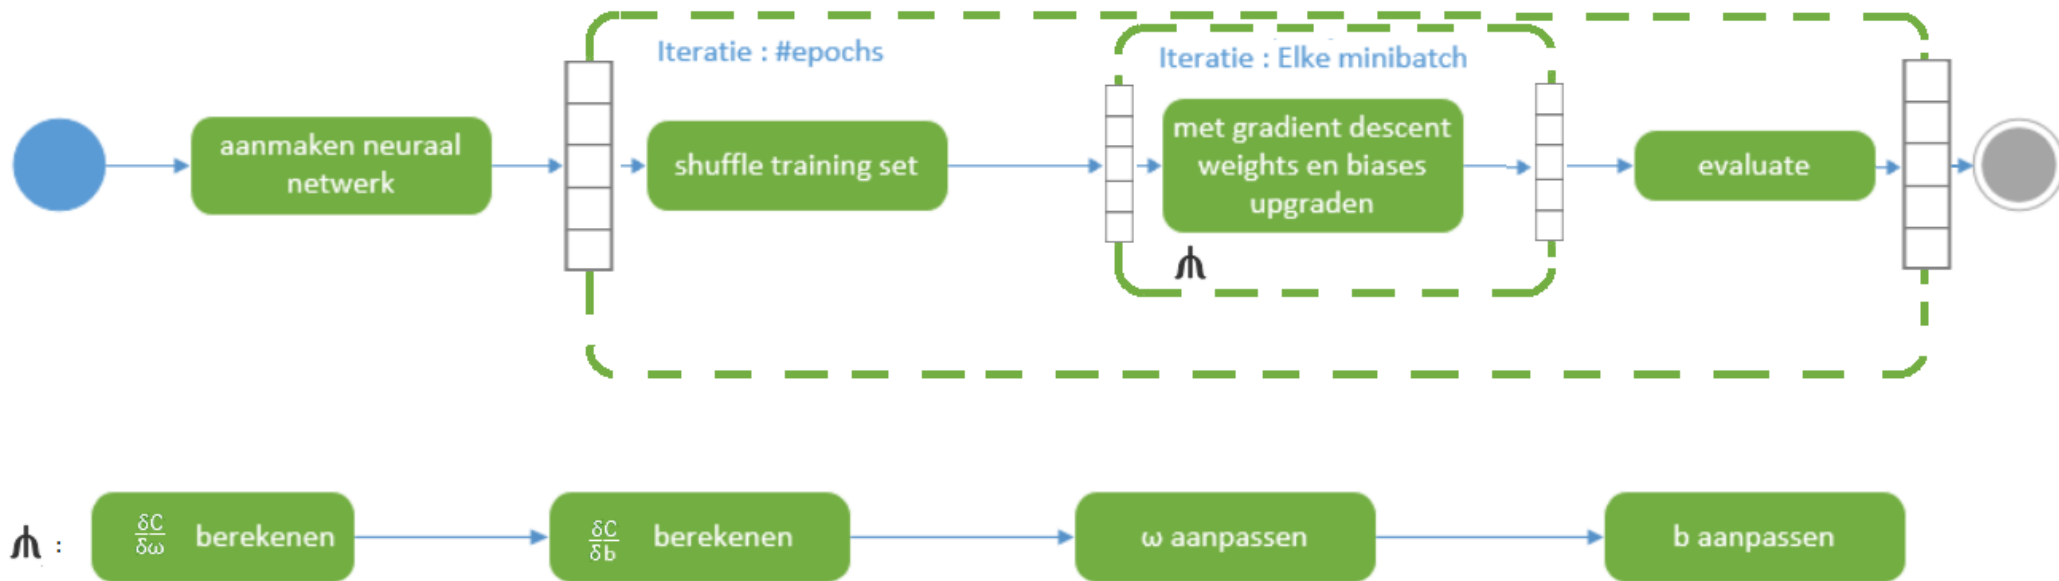 Iteratie : #epochs
Iteratie : Elke minibatch
aanmaken neuraal
netwerk
shuffle training set
met gradient descent
weights en biases
upgraden
evaluate
:
δC
δω
berekenen
δC
δb
berekenen
ω aanpassen
b aanpassen